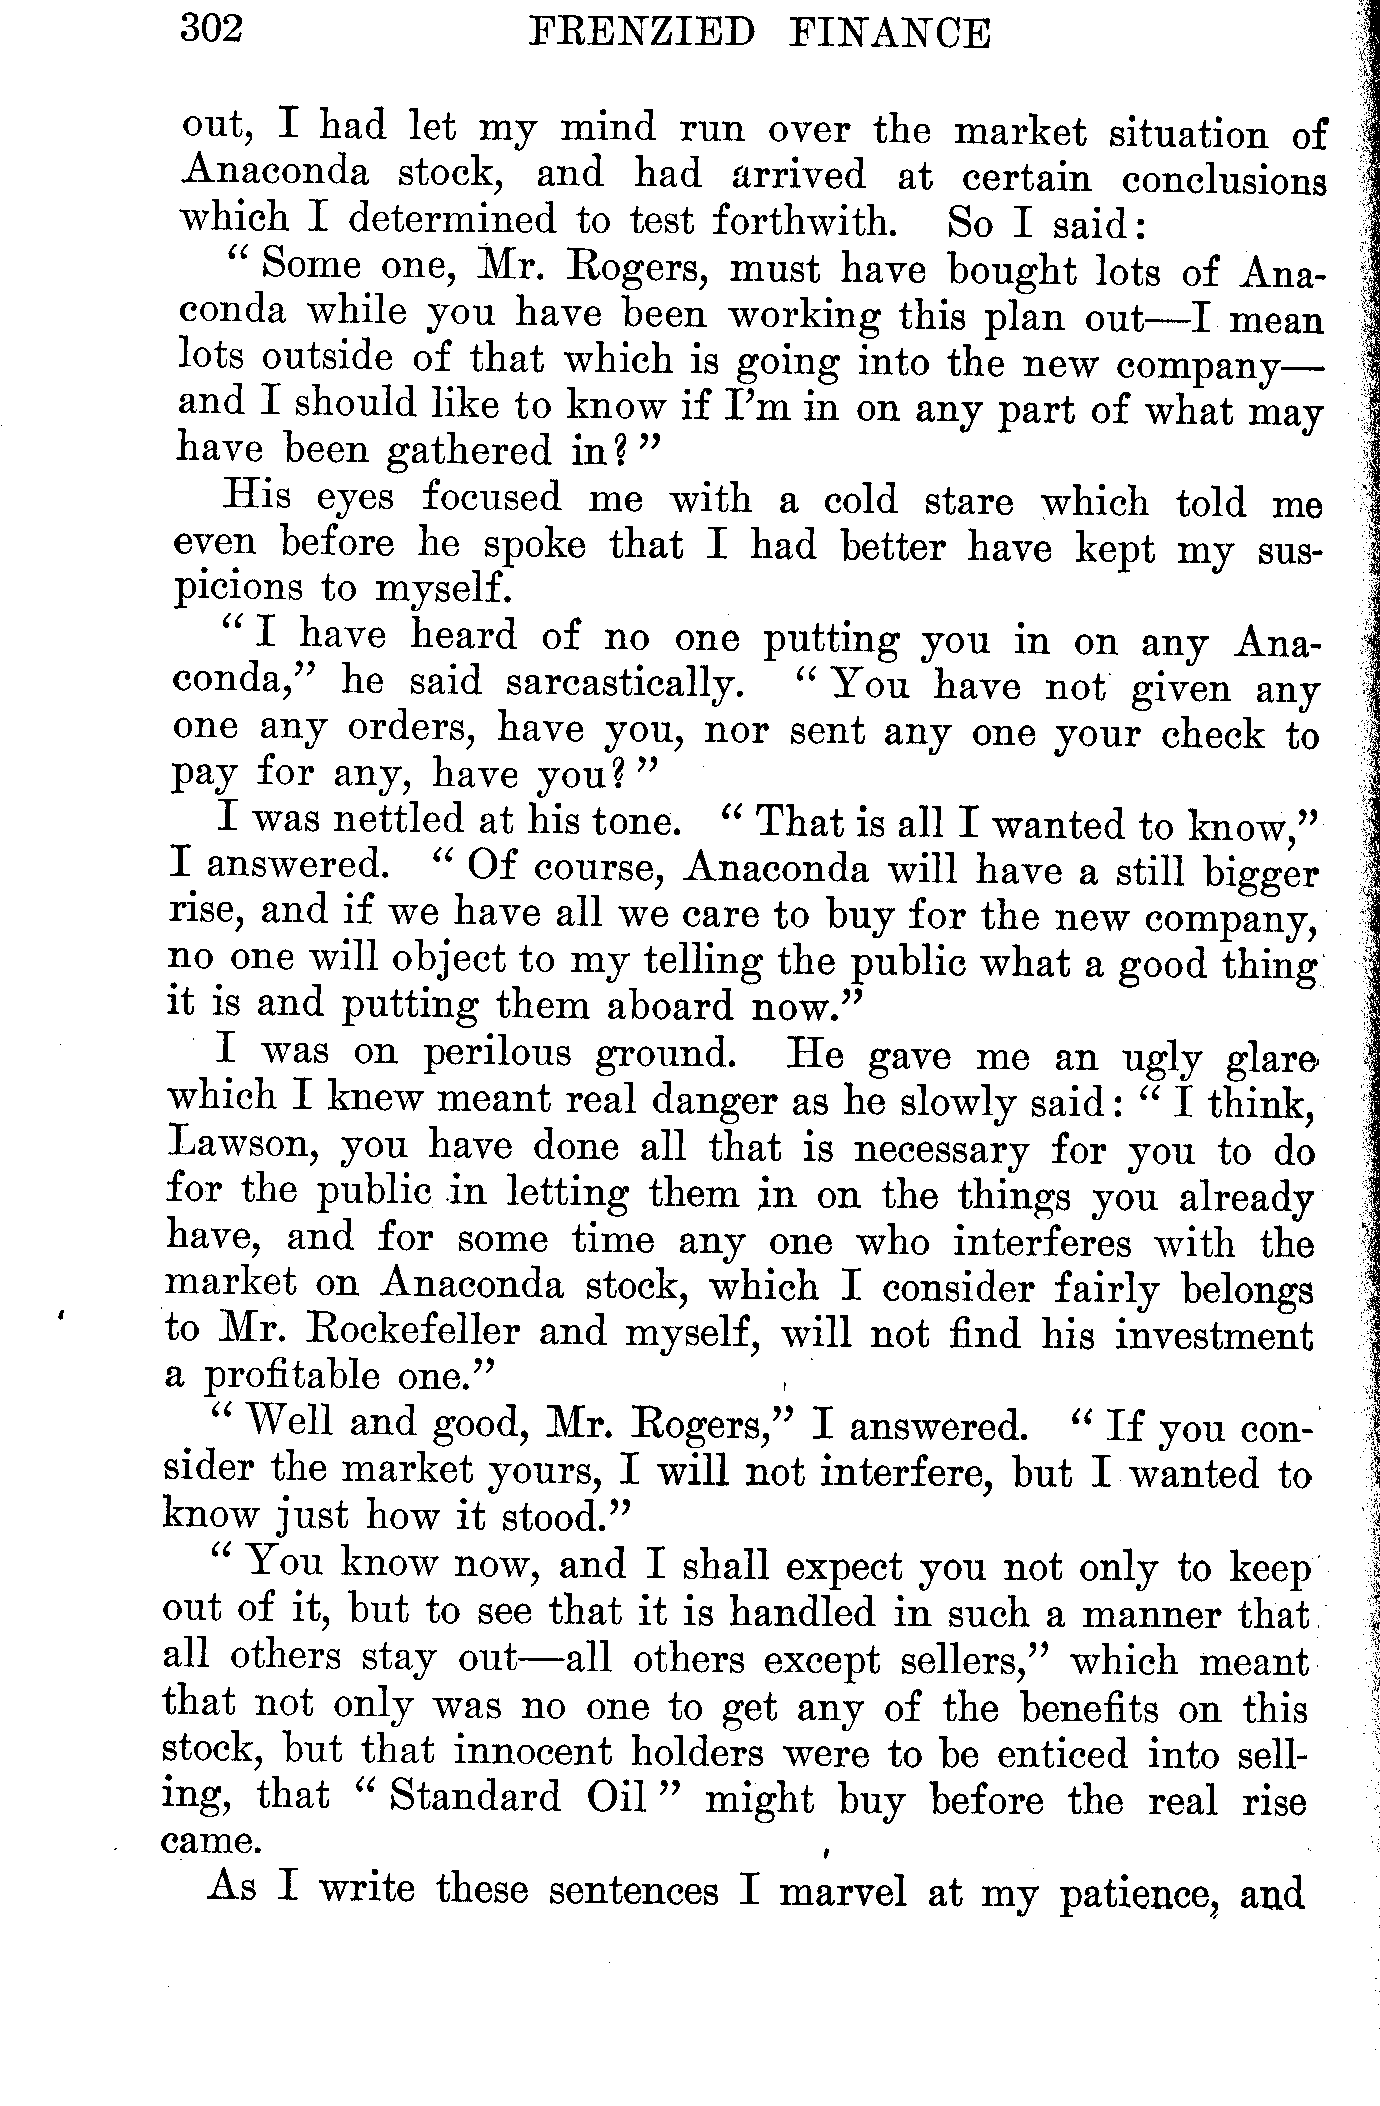 302 FRENZIED FINANCE
out, I had let my mind run over the market situation of
Anaconda stock, and had arrived at certain conclusions
which I determined to test forthwith. So I said:
" Some one, Mr. Rogers, must have bought lots of Ana-
conda while you have been working this plan out—I mean
lots outside of that which is going into the new company—
and I should like to know if I'm in on any part of what may
have been gathered in? "
His eyes focused me with a cold stare which told me
even before he spoke that I had better have kept my sus-
picions to myself.
" I have heard of no one putting you in on any Ana-
conda," he said sarcastically. " You have not given any
one any orders, have you, nor sent any one your check to
pay for any, have you? "
I was nettled at his tone. " That is all I wanted to know,"
I answered. " Of course, Anaconda will have a still bigger
rise, and if we have all we care to buy for the new company,
no one will object to my telling the public what a good thing
it is and putting them aboard now."
I was on perilous ground. He gave me an ugly glare
which I knew meant real danger as he slowly said: " I think,
Lawson, you have done all that is necessary for you to do
for the public in letting them in on the things you already
have, and for some time any one who interferes with the
market on Anaconda stock, which I consider fairly belongs
to Mr. Rockefeller and myself, will not find his investment
a profitable one."
" Well and good, Mr. Rogers," I answered. " If you con-
sider the market yours, I will not interfere, but I wanted to
know just how it stood."
" You know now, and I shall expect you not only to keep
out of it, but to see that it is handled in such a manner that
all others stay out—all others except sellers," which meant
that not only was no one to get any of the benefits on this
stock, but that innocent holders were to be enticed into sell-
ing, that " Standard Oil " might buy before the real rise
came.
As I write these sentences I marvel at my patience, and